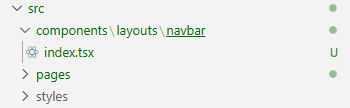 src
components\layouts\navbar
index.tsx U
pages
styles